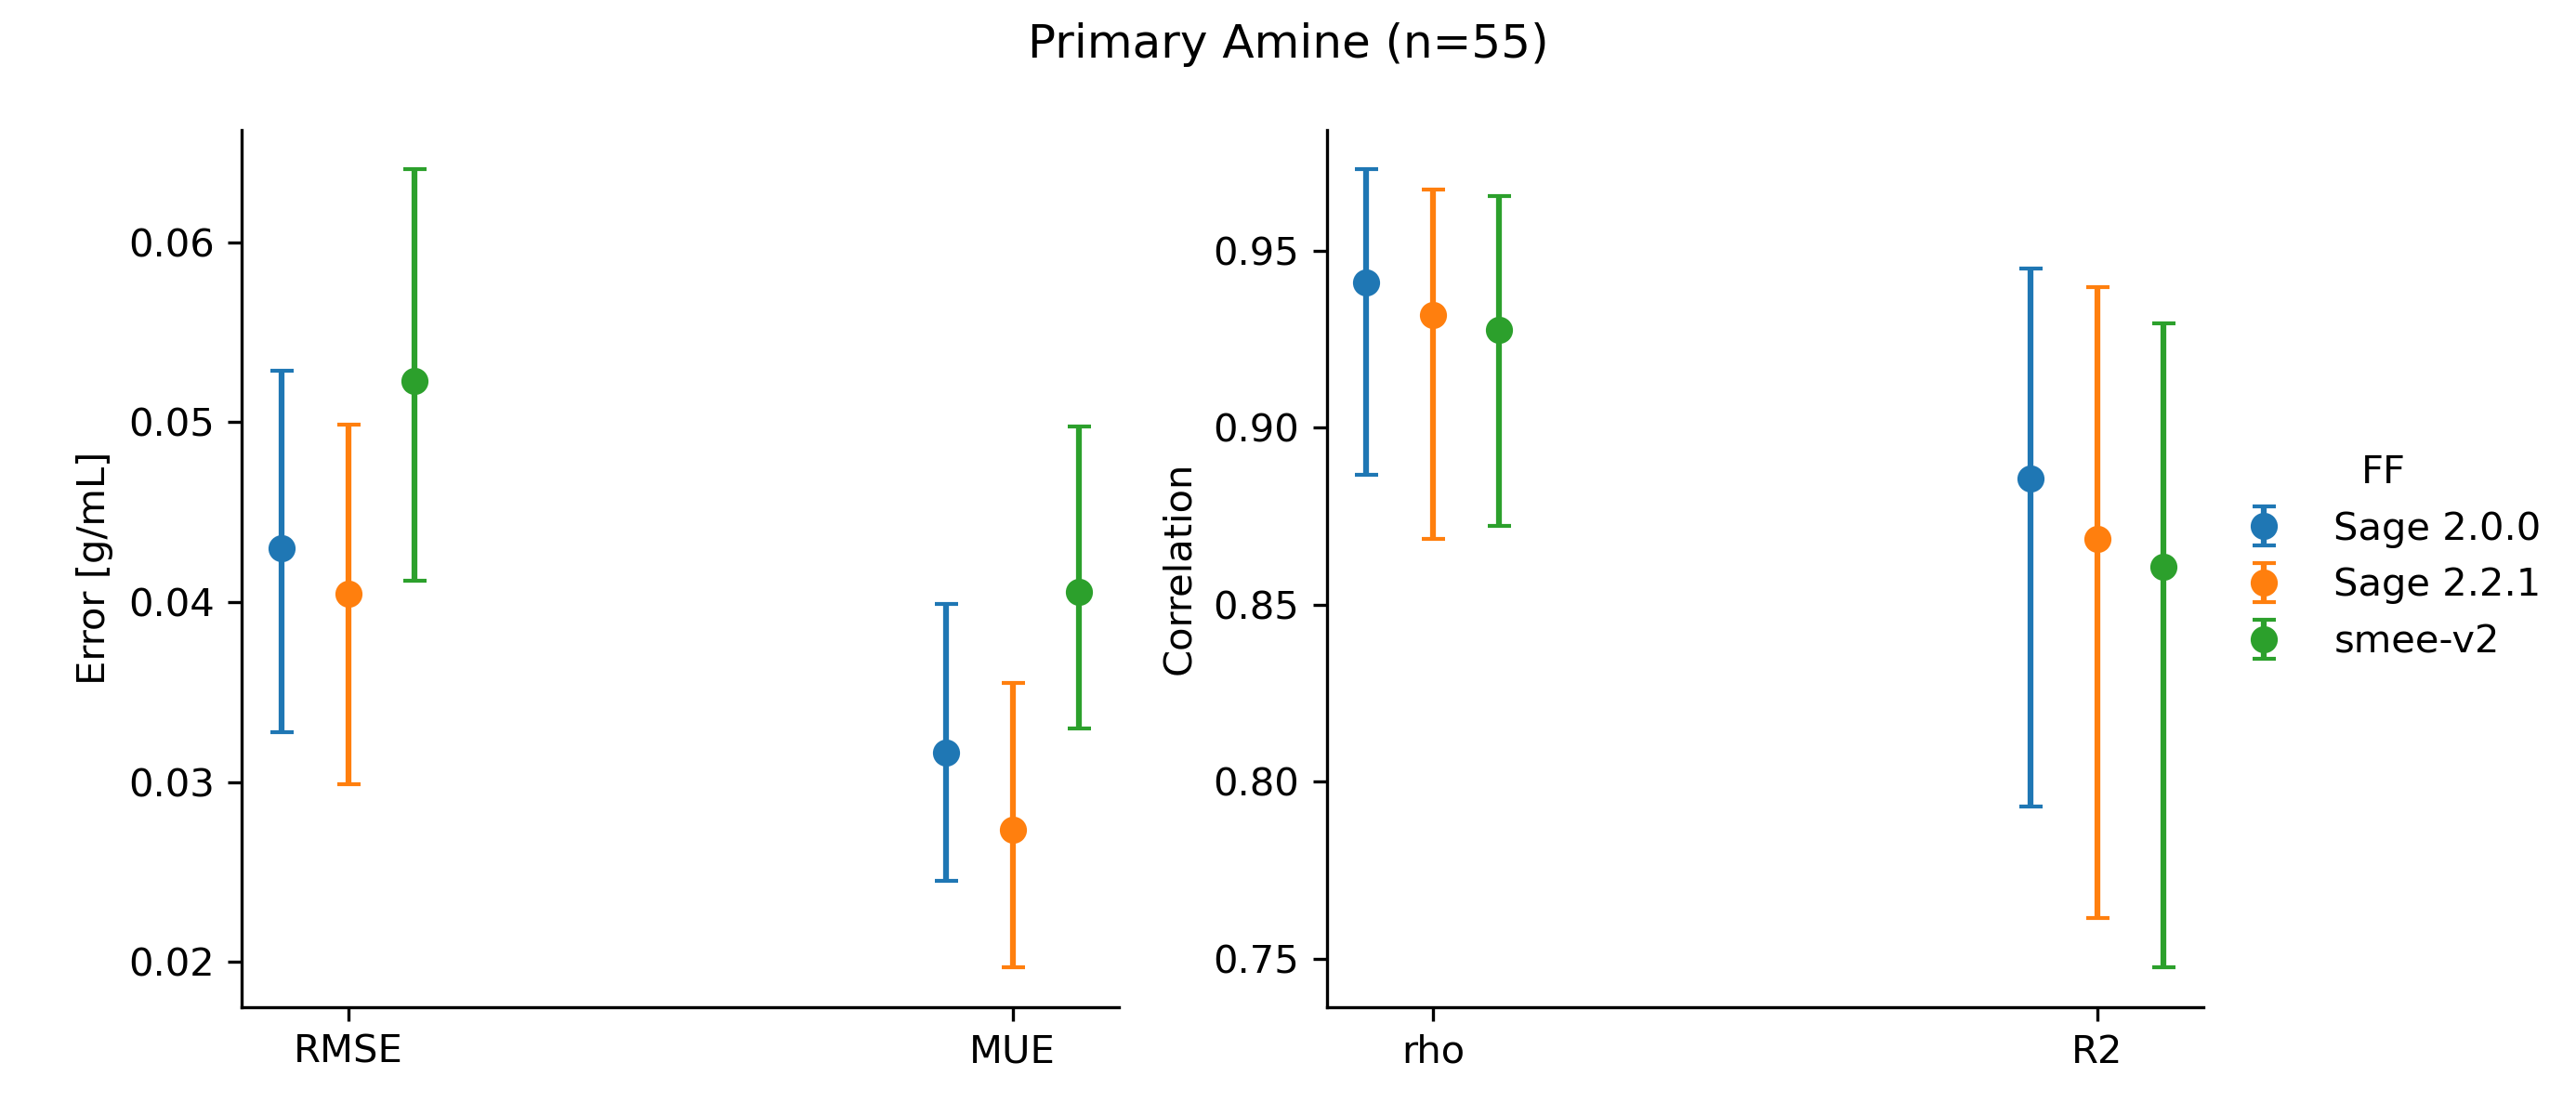 Primary Amine (n=55)
Error [g/mL]
0.06
0.05
0.04
0.03
0.02
RMSE
MUE
Correlation
0.95
0.90
0.85
0.80
0.75
rho
R2
FF
Sage 2.0.0
Sage 2.2.1
smee-v2